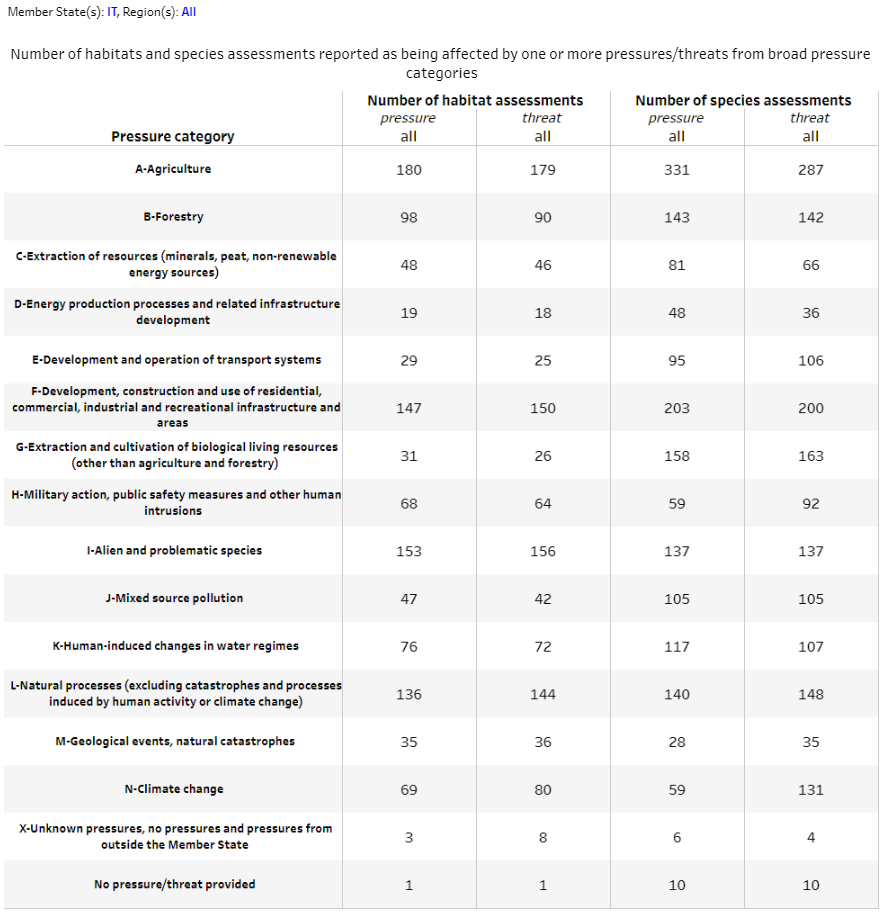 Member State(s): IT, Region(s): All
Number of habitats and species assessments reported as being affected by one or more pressures/threats from broad pressure
categories
Number of habitat assessments Number of species assessments
pressure threat pressure threat
Pressure category all all all all
A-Agriculture 180 179 331 287
B-Forestry 98 90 143 142
C-Extraction of resources (minerals, peat, non-renewable
energy sources) 48 46 81 66
D-Energy production processes and related infrastructure
development 19 18 48 36
E-Development and operation of transport systems 29 25 95 106
F-Development, construction and use of residential,
commercial, industrial and recreational infrastructure and 147 150 203 200
areas
G-Extraction and cultivation of biological living resources
(other than agriculture and forestry) 31 26 158 163
H-Military action, public safety measures and other human
intrusions 68 64 59 92
I-Alien and problematic species 153 156 137 137
J-Mixed source pollution 47 42 105 105
K-Human-induced changes in water regimes 76 72 117 107
L-Natural processes (excluding catastrophes and processes
induced by human activity or climate change) 136 144 140 148
M-Geological events, natural catastrophes 35 36 28 35
N-Climate change 69 80 59 131
X-Unknown pressures, no pressures and pressures from
outside the Member State 3 8 6 4
No pressure/threat provided 1 1 10 10